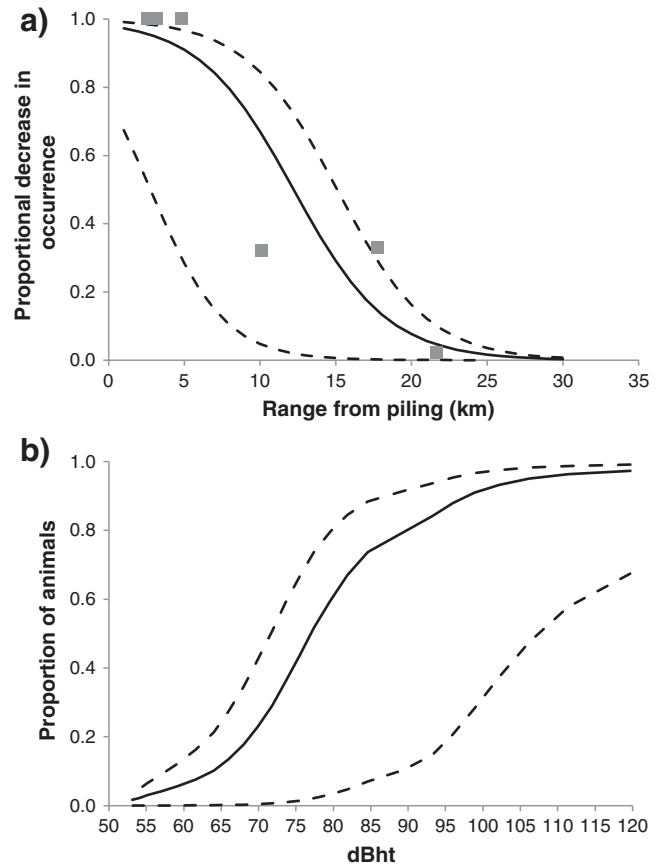 a)
Proportional decrease in
occurrence
1.0
0.8
0.6
0.4
0.2
0.0
0 5 10 15 20 25 30 35
Range from piling (km)
b)
Proportion of animals
1.0
0.8
0.6
0.4
0.2
0.0
50 55 60 65 70 75 80 85 90 95 100 105 110 115 120
dBht